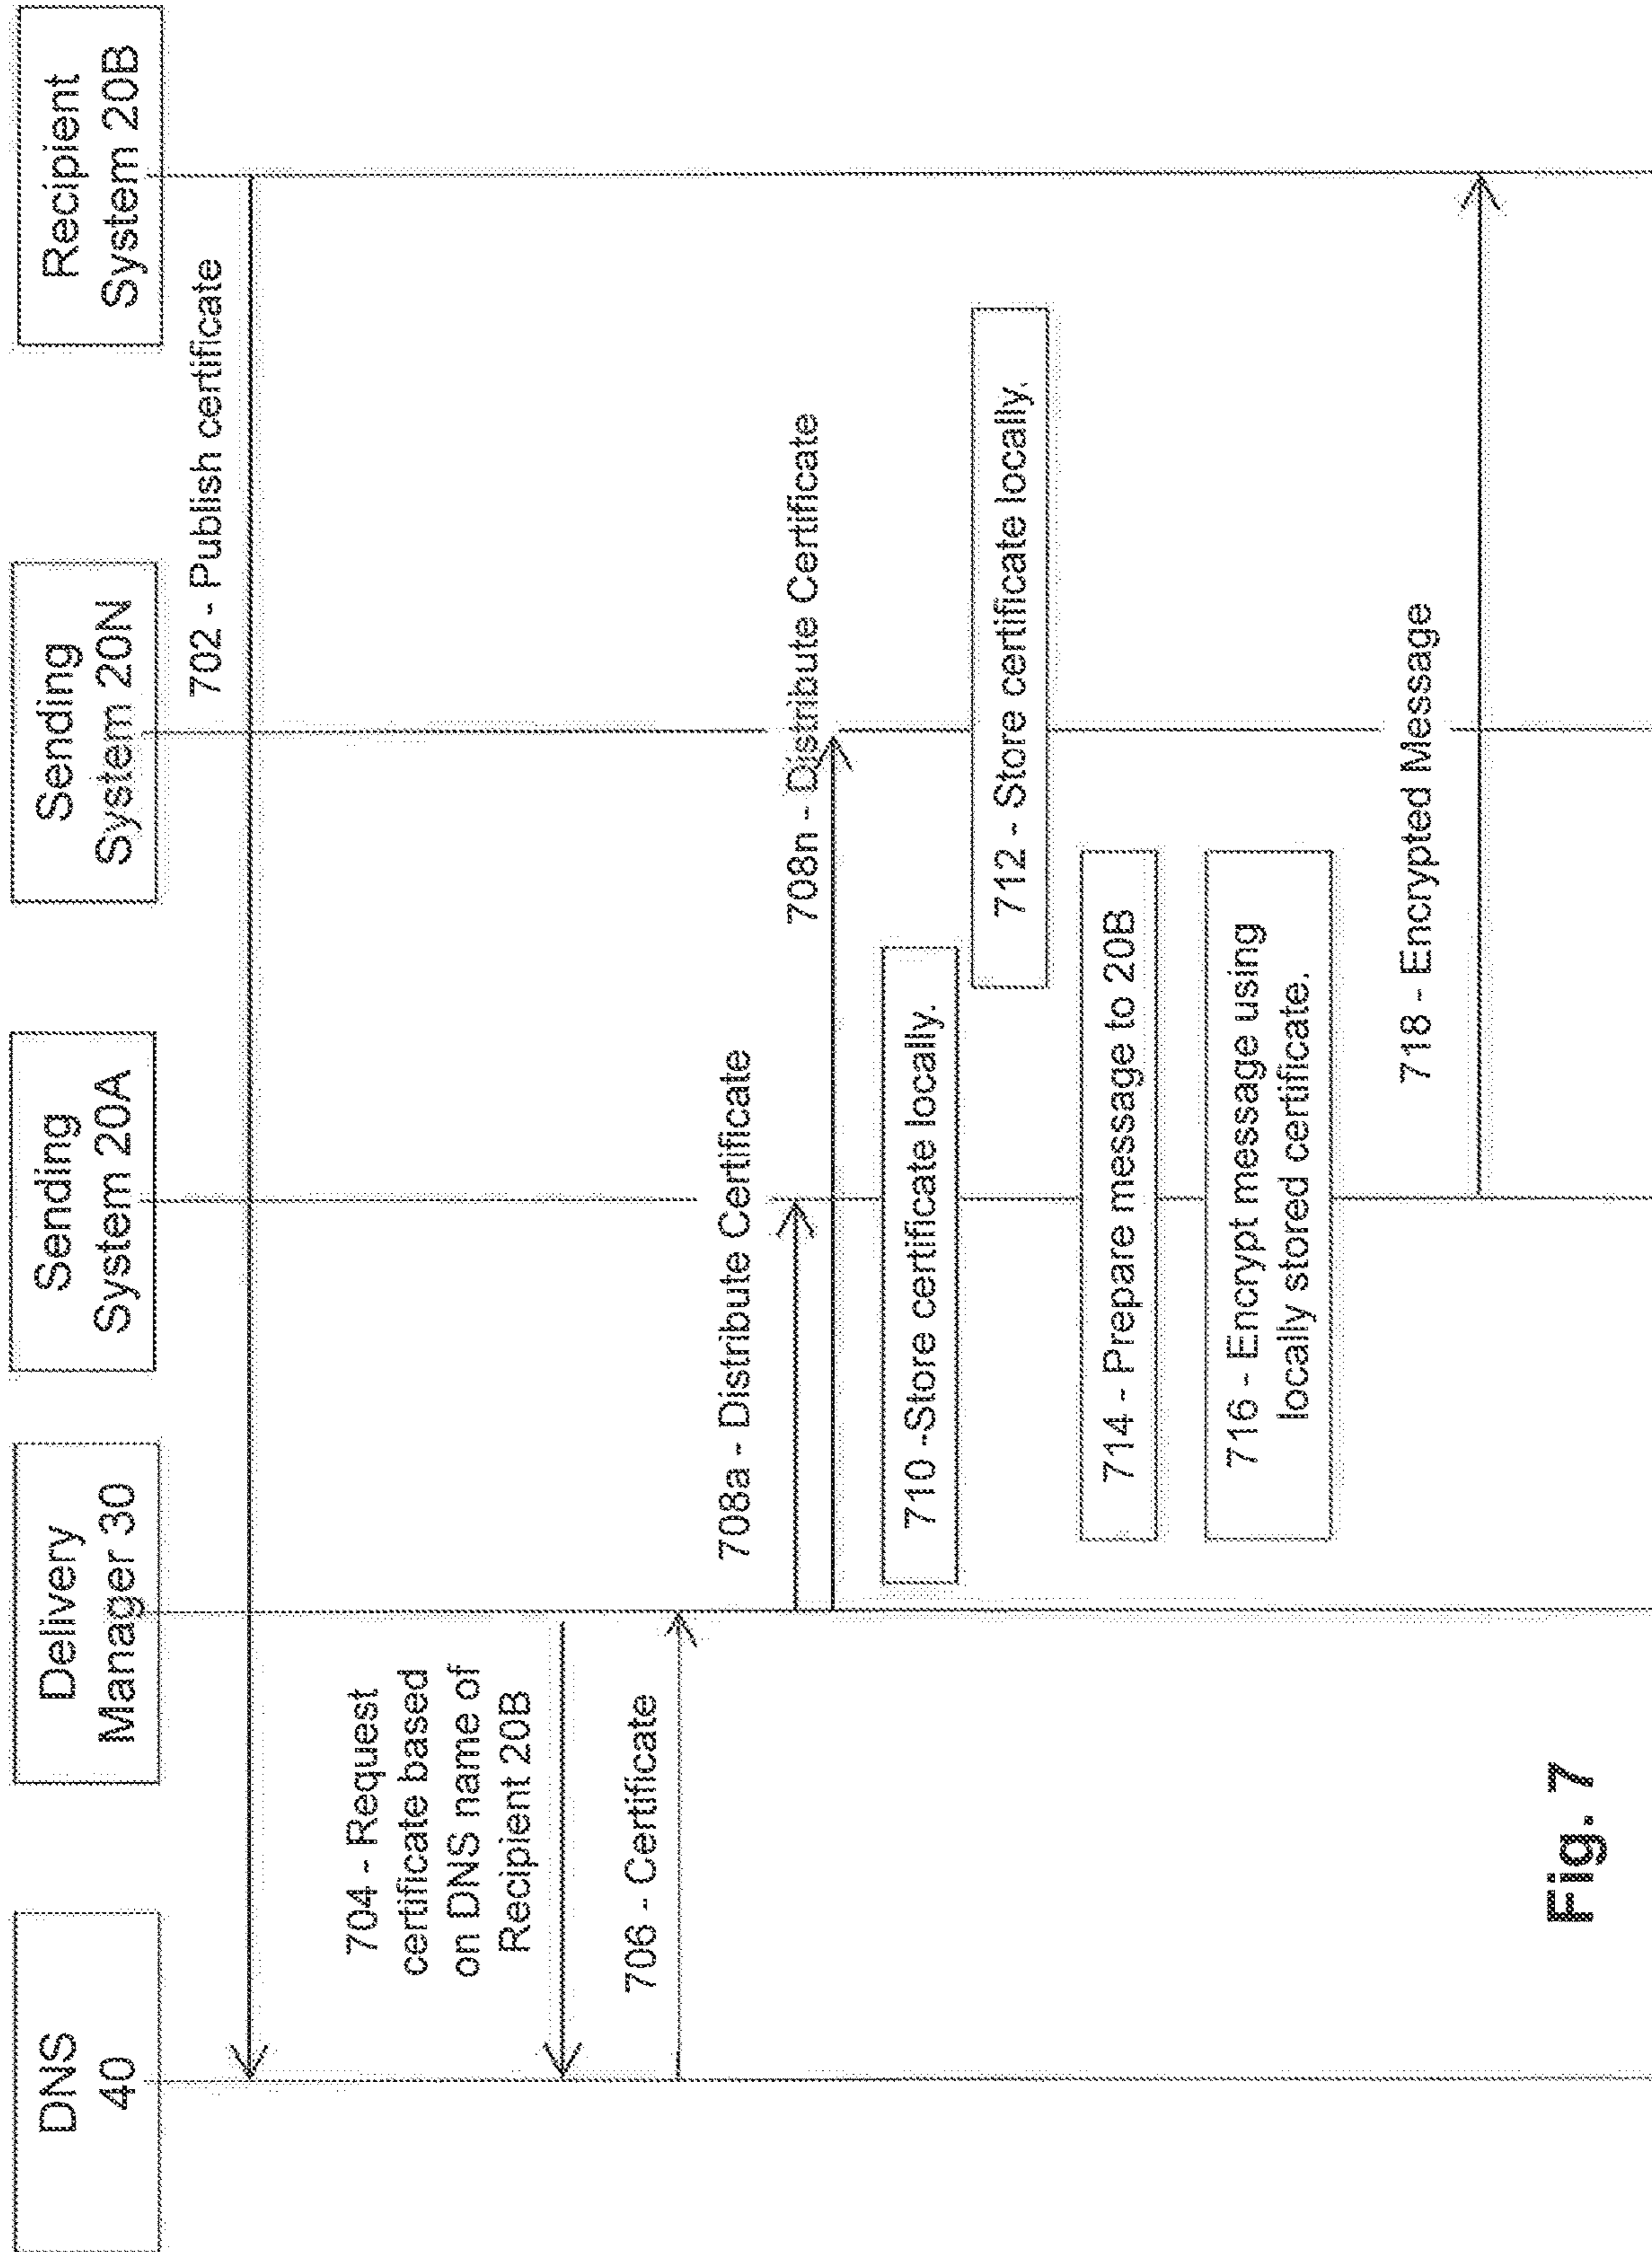 DNS
40
Delivery
Manager 30
Sending
System 20A
Sending
System 20N
Recipient
System 20B
702 - Publish certificate
704 - Request
certificate based
on DNS name of
Recipient 20B
706 - Certificate
708a - Distribute Certificate
708n - Distribute Certificate
710 -Store certificate locally.
712 - Store certificate locally.
714 - Prepare message to 20B
716 - Encrypt message using
locally stored certificate.
718 - Encrypted Message
Fig. 7